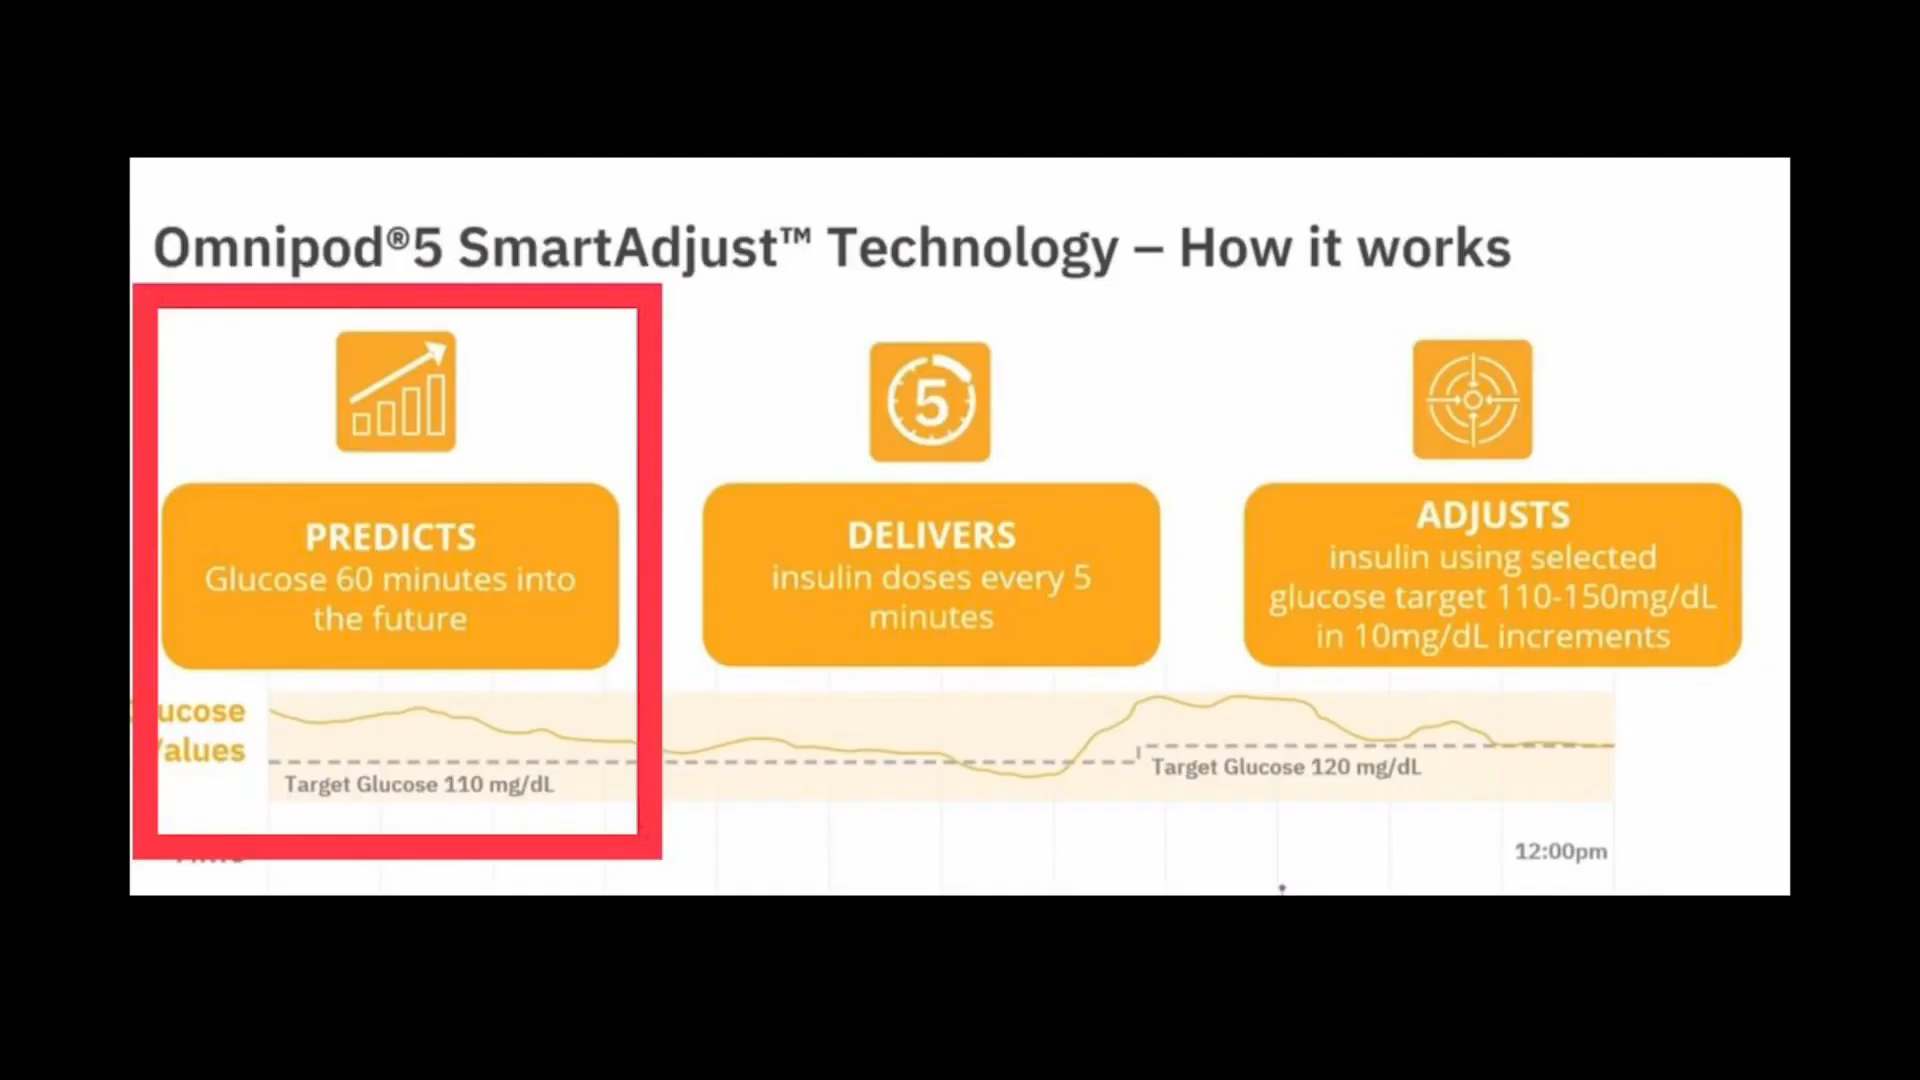 Omnipod®5 SmartAdjust™ Technology – How it works
5
PREDICTS
Glucose 60 minutes into
the future
DELIVERS
insulin doses every 5
minutes
ADJUSTS
insulin using selected
glucose target 110-150mg/dL
in 10mg/dL increments
Target Glucose 110 mg/dL
Target Glucose 120 mg/dL
12:00pm